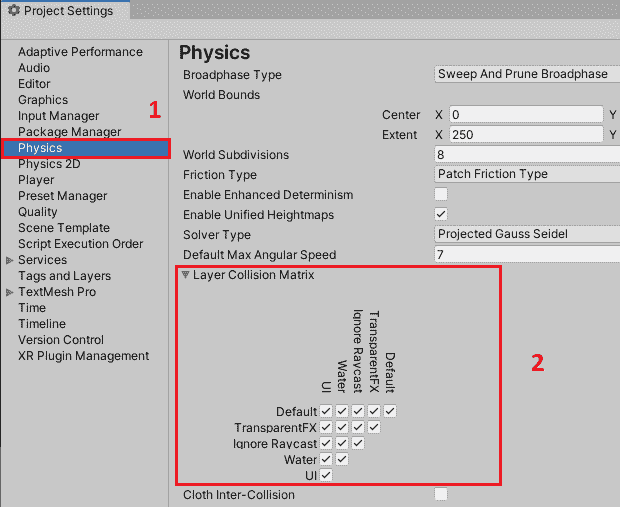 Project Settings
Adaptive Performance
Audio
Editor
Graphics
Input Manager
1
Package Manager
Physics
Physics 2D
Player
Preset Manager
Quality
Scene Template
Script Execution Order
Services
Tags and Layers
TextMesh Pro
Time
Timeline
Version Control
XR Plugin Management
Physics
Broadphase Type Sweep And Prune Broadphase
World Bounds
Center X 0 Y
Extent X 250 Y
World Subdivisions 8
Friction Type Patch Friction Type
Enable Enhanced Determinism
Enable Unified Heightmaps
Solver Type Projected Gauss Seidel
Default Max Angular Speed 7
Layer Collision Matrix
UI
Water
Ignore Raycast
TransparentFX
Default
2
Default
TransparentFX
Ignore Raycast
Water
UI
Cloth Inter-Collision